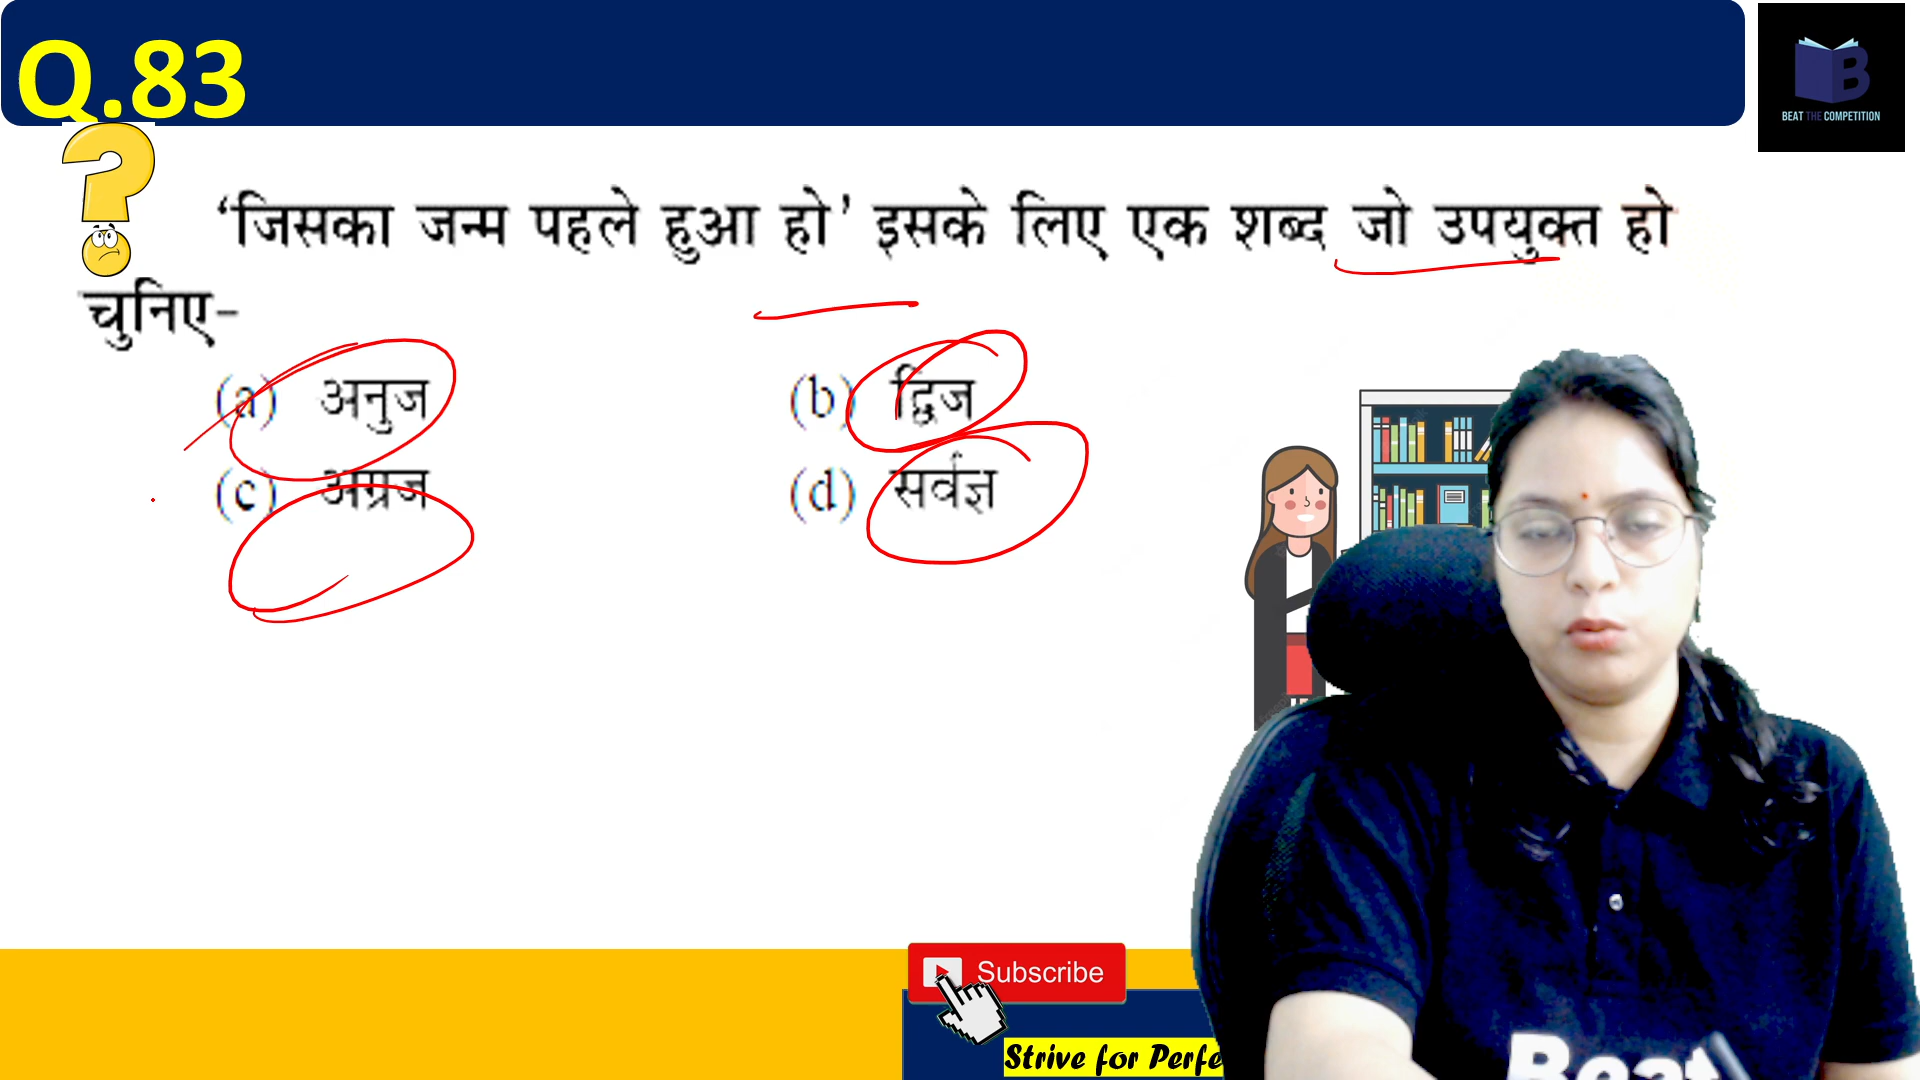 Q.83
BEAT THE COMPETITION
‘जिसका जन्म पहले हुआ हो’ इसके लिए एक शब्द जो उपयुक्त हो
चुनिए-
(a) अनुज
(b) द्विज
(c) अग्रज
(d) सर्वज्ञ
Subscribe
Strive for Perfe
Beat